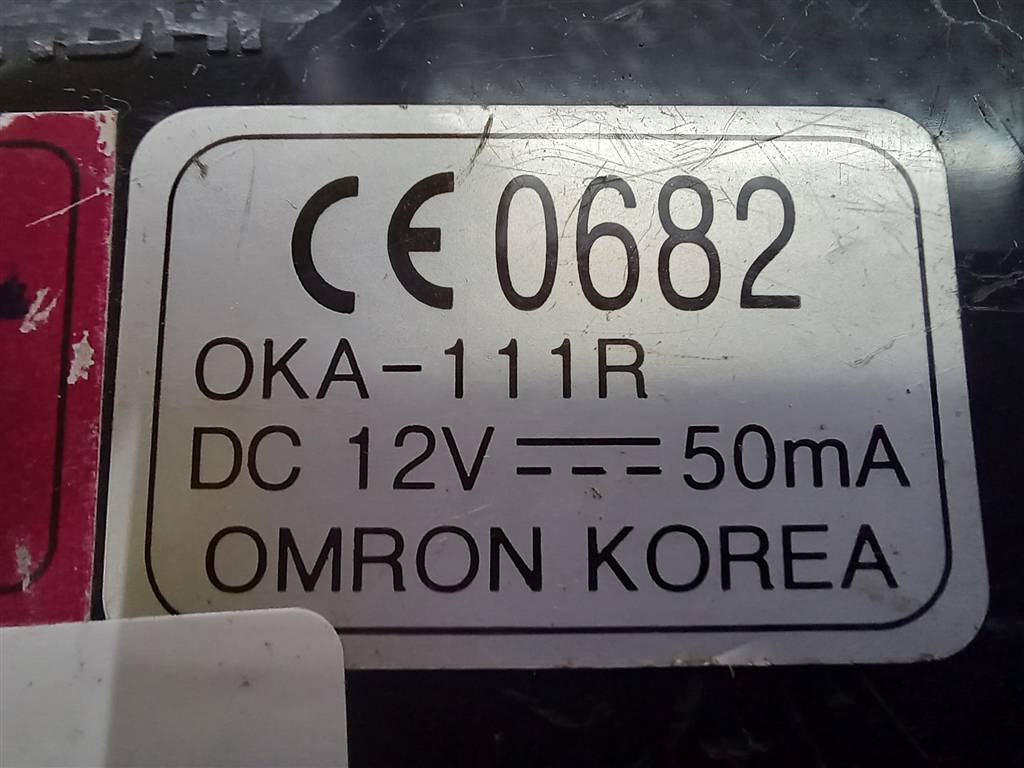 CE 0682
OKA-111R
DC 12V ⎓ 50mA
OMRON KOREA